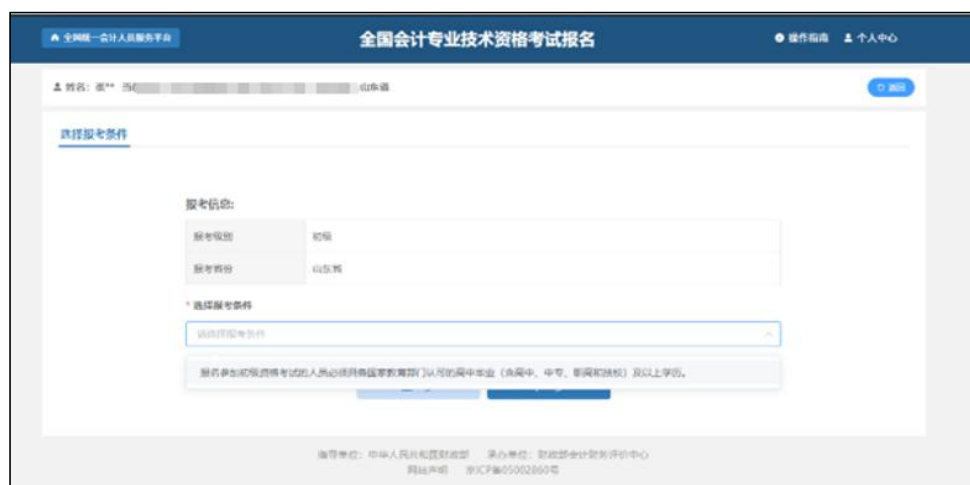 全国统一会计人员服务平台
全国会计专业技术资格考试报名
操作指南 个人中心
姓名：张** 当 山东省
返回
选择报考条件
报考信息:
报考级别 初级
报考省份 山东省
* 选择报考条件
请选择报考条件
报名参加初级资格考试的人员必须具备国家教育部门认可的高中毕业（含高中、中专、职高和技校）及以上学历。
指导单位：中华人民共和国财政部 承办单位：财政部会计财务评价中心
网站声明 京ICP备05002860号